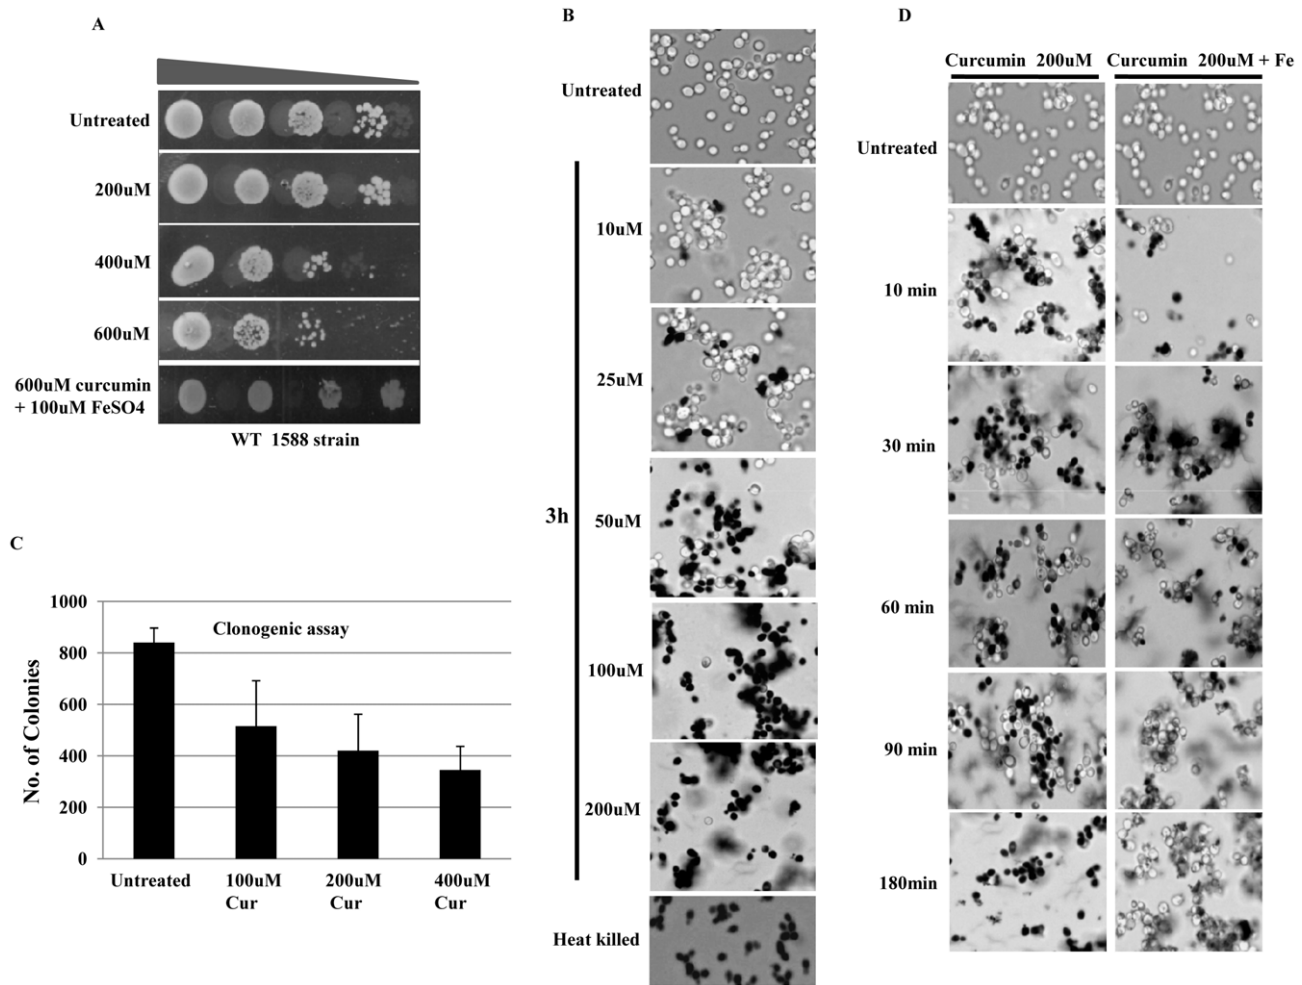 A
Untreated
200uM
400uM
600uM
600uM curcumin
+ 100uM FeSO4
WT 1588 strain
B
Untreated
10uM
25uM
50uM
3h
100uM
200uM
Heat killed
C
Clonogenic assay
No. of Colonies
1000
800
600
400
200
0
Untreated
100uM
Cur
200uM
Cur
400uM
Cur
D
Curcumin 200uM
Curcumin 200uM + Fe
Untreated
10 min
30 min
60 min
90 min
180min